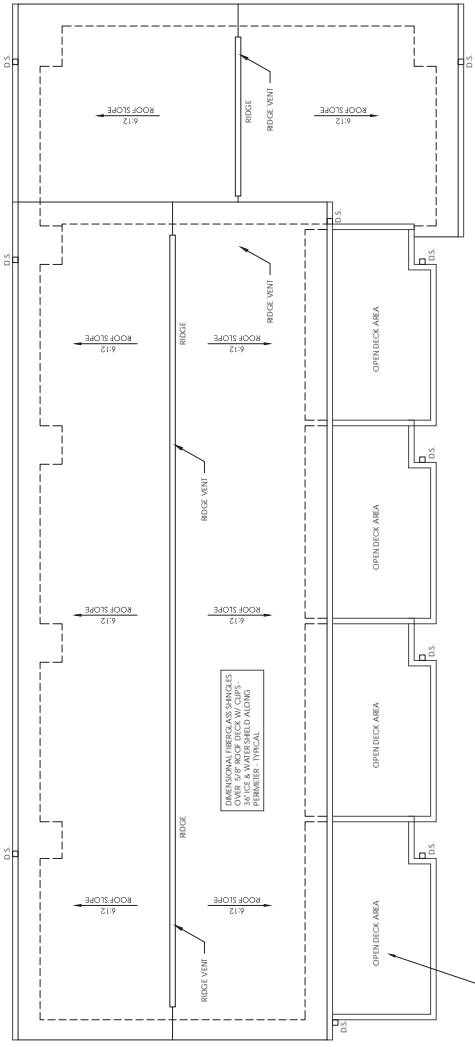 D.S.
D.S.
D.S.
6:12
ROOF SLOPE
6:12
ROOF SLOPE
RIDGE
RIDGE VENT
D.S.
RIDGE VENT
D.S.
6:12
ROOF SLOPE
6:12
ROOF SLOPE
6:12
ROOF SLOPE
RIDGE
6:12
ROOF SLOPE
6:12
ROOF SLOPE
6:12
ROOF SLOPE
RIDGE
RIDGE VENT
RIDGE VENT
DIMENSIONAL FIBERGLASS SHINGLES
OVER 5/8" ROOF DECK W/ CLIPS -
36" ICE & WATER SHIELD ALONG
PERIMETER - TYPICAL
D.S.
OPEN DECK AREA
D.S.
OPEN DECK AREA
D.S.
OPEN DECK AREA
D.S.
OPEN DECK AREA
D.S.
D.S.